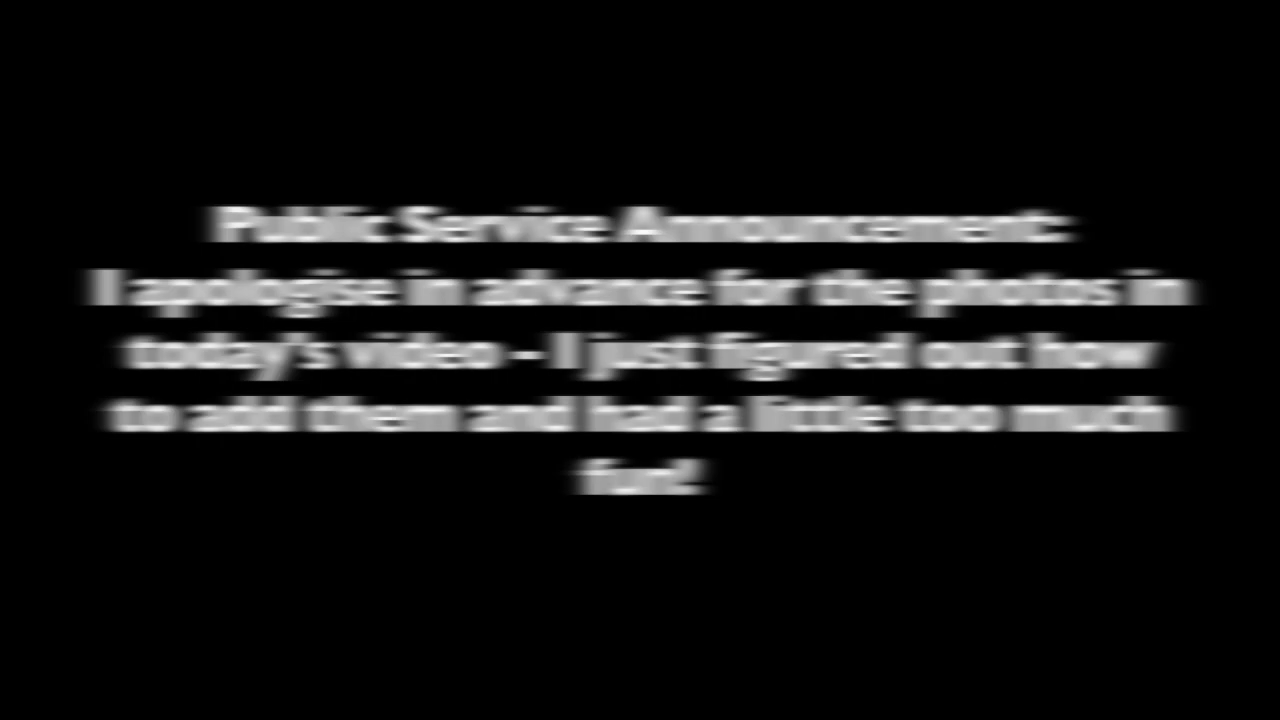 Public Service Announcement:
I apologise in advance for the photos in
today's video - I just figured out how
to add them and had a little too much
fun!